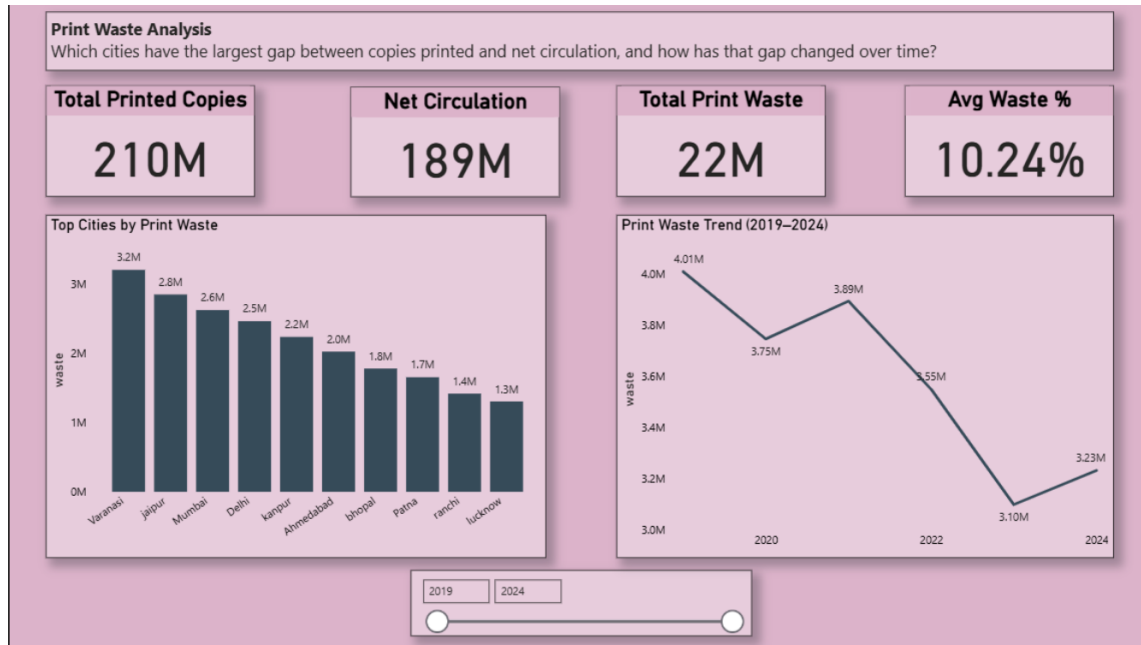 Print Waste Analysis
Which cities have the largest gap between copies printed and net circulation, and how has that gap changed over time?
Total Printed Copies
210M
Net Circulation
189M
Total Print Waste
22M
Avg Waste %
10.24%
Top Cities by Print Waste
waste
3M
2M
1M
0M
3.2M
2.8M
2.6M
2.5M
2.2M
2.0M
1.8M
1.7M
1.4M
1.3M
Varanasi
jaipur
Mumbai
Delhi
kanpur
Ahmedabad
bhopal
Patna
ranchi
lucknow
Print Waste Trend (2019–2024)
waste
4.0M
3.8M
3.6M
3.4M
3.2M
3.0M
4.01M
3.75M
3.89M
3.55M
3.10M
3.23M
2020
2022
2024
2019
2024